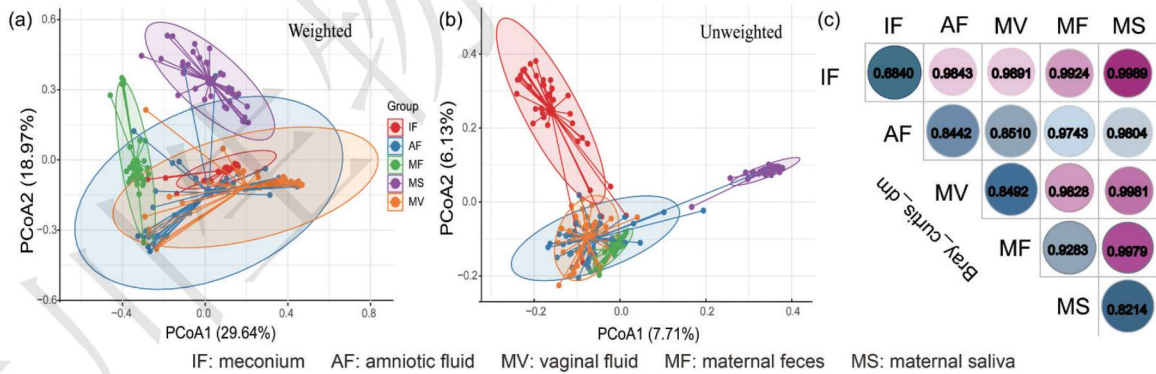 (a)
Weighted
PCoA2 (18.97%)
0.6
0.3
0.0
−0.3
−0.6
−0.4
0.0
0.4
0.8
PCoA1 (29.64%)
Group
IF
AF
MF
MS
MV
(b)
Unweighted
PCoA2 (6.13%)
0.4
0.2
0.0
−0.2
−0.2
0.0
0.2
0.4
PCoA1 (7.71%)
(c)
IF AF MV MF MS
IF 0.6840 0.9843 0.9891 0.9924 0.9989
AF 0.8442 0.8510 0.9743 0.9804
MV 0.8492 0.9828 0.9981
MF 0.9283 0.9979
MS 0.8214
Bray_curtis_dm
IF: meconium AF: amniotic fluid MV: vaginal fluid MF: maternal feces MS: maternal saliva